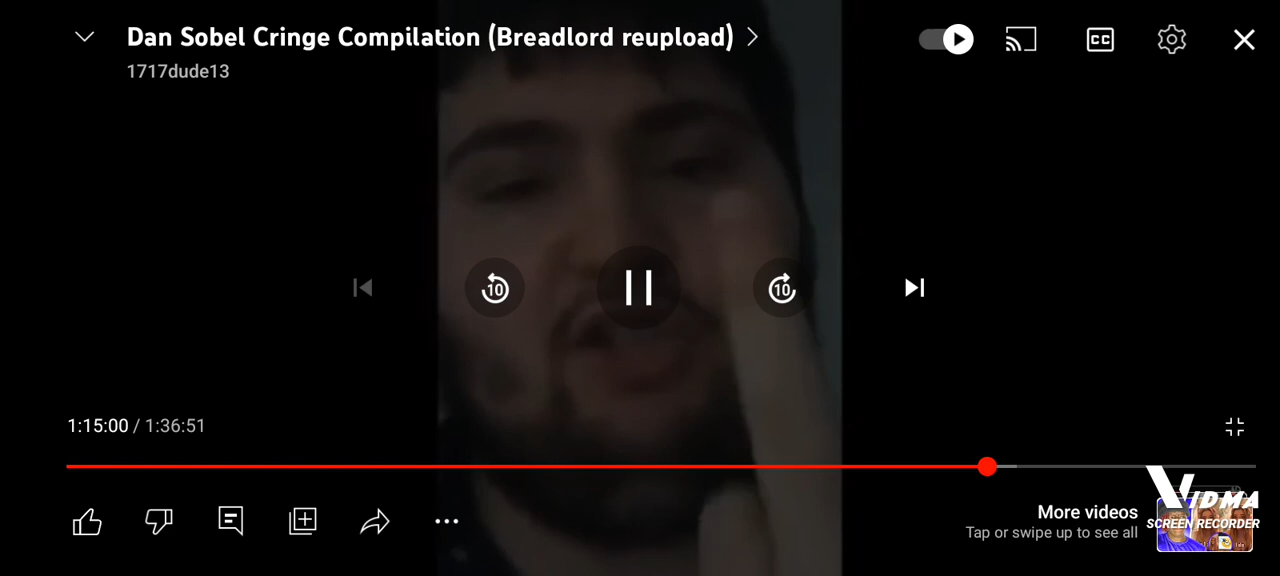 Dan Sobel Cringe Compilation (Breadlord reupload)
1717dude13
CC
10
10
1:15:00 / 1:36:51
More videos
Tap or swipe up to see all
VIDMA
SCREEN RECORDER